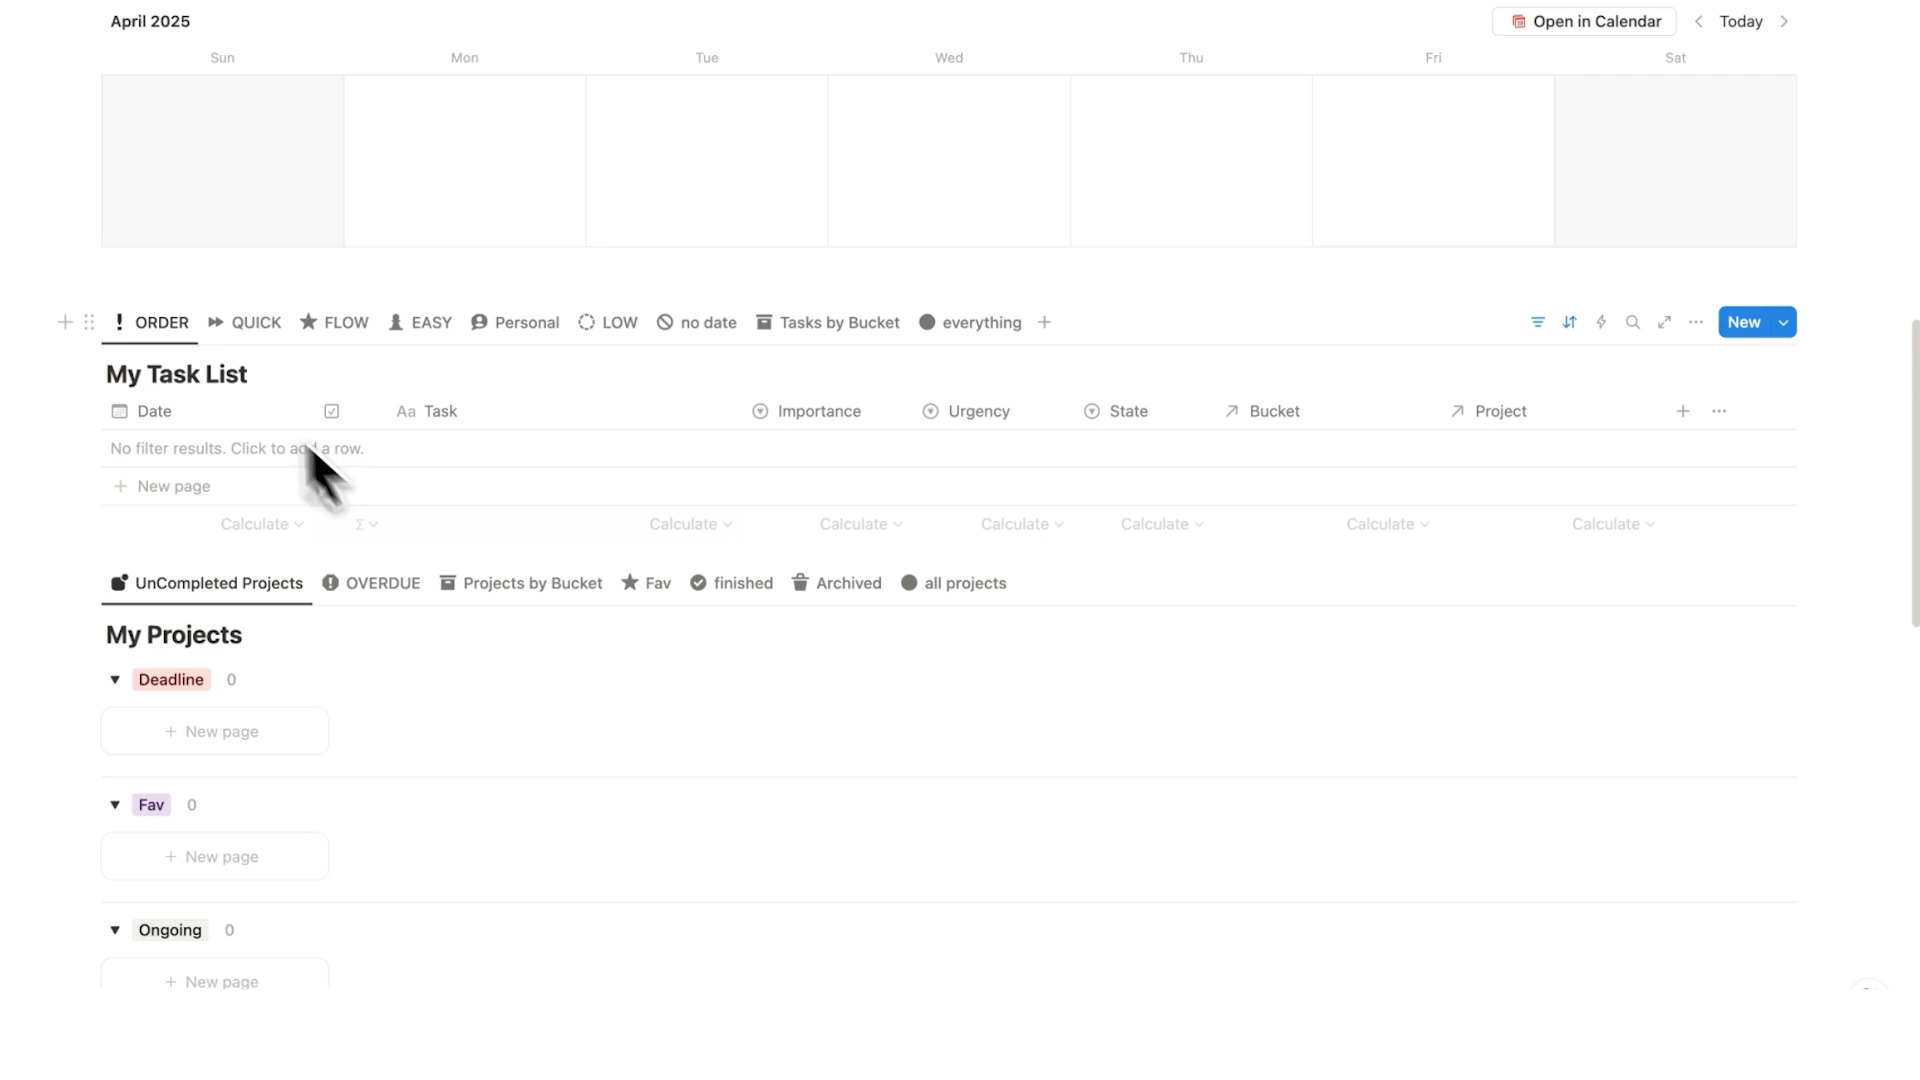 April 2025 Open in Calendar Today
Sun Mon Tue Wed Thu Fri Sat
ORDER QUICK FLOW EASY Personal LOW no date Tasks by Bucket everything New
My Task List
Date Aa Task Importance Urgency State Bucket Project
No filter results. Click to add a row.
New page
Calculate Σ Calculate Calculate Calculate Calculate Calculate Calculate
UnCompleted Projects OVERDUE Projects by Bucket Fav finished Archived all projects
My Projects
Deadline 0
New page
Fav 0
New page
Ongoing 0
New page